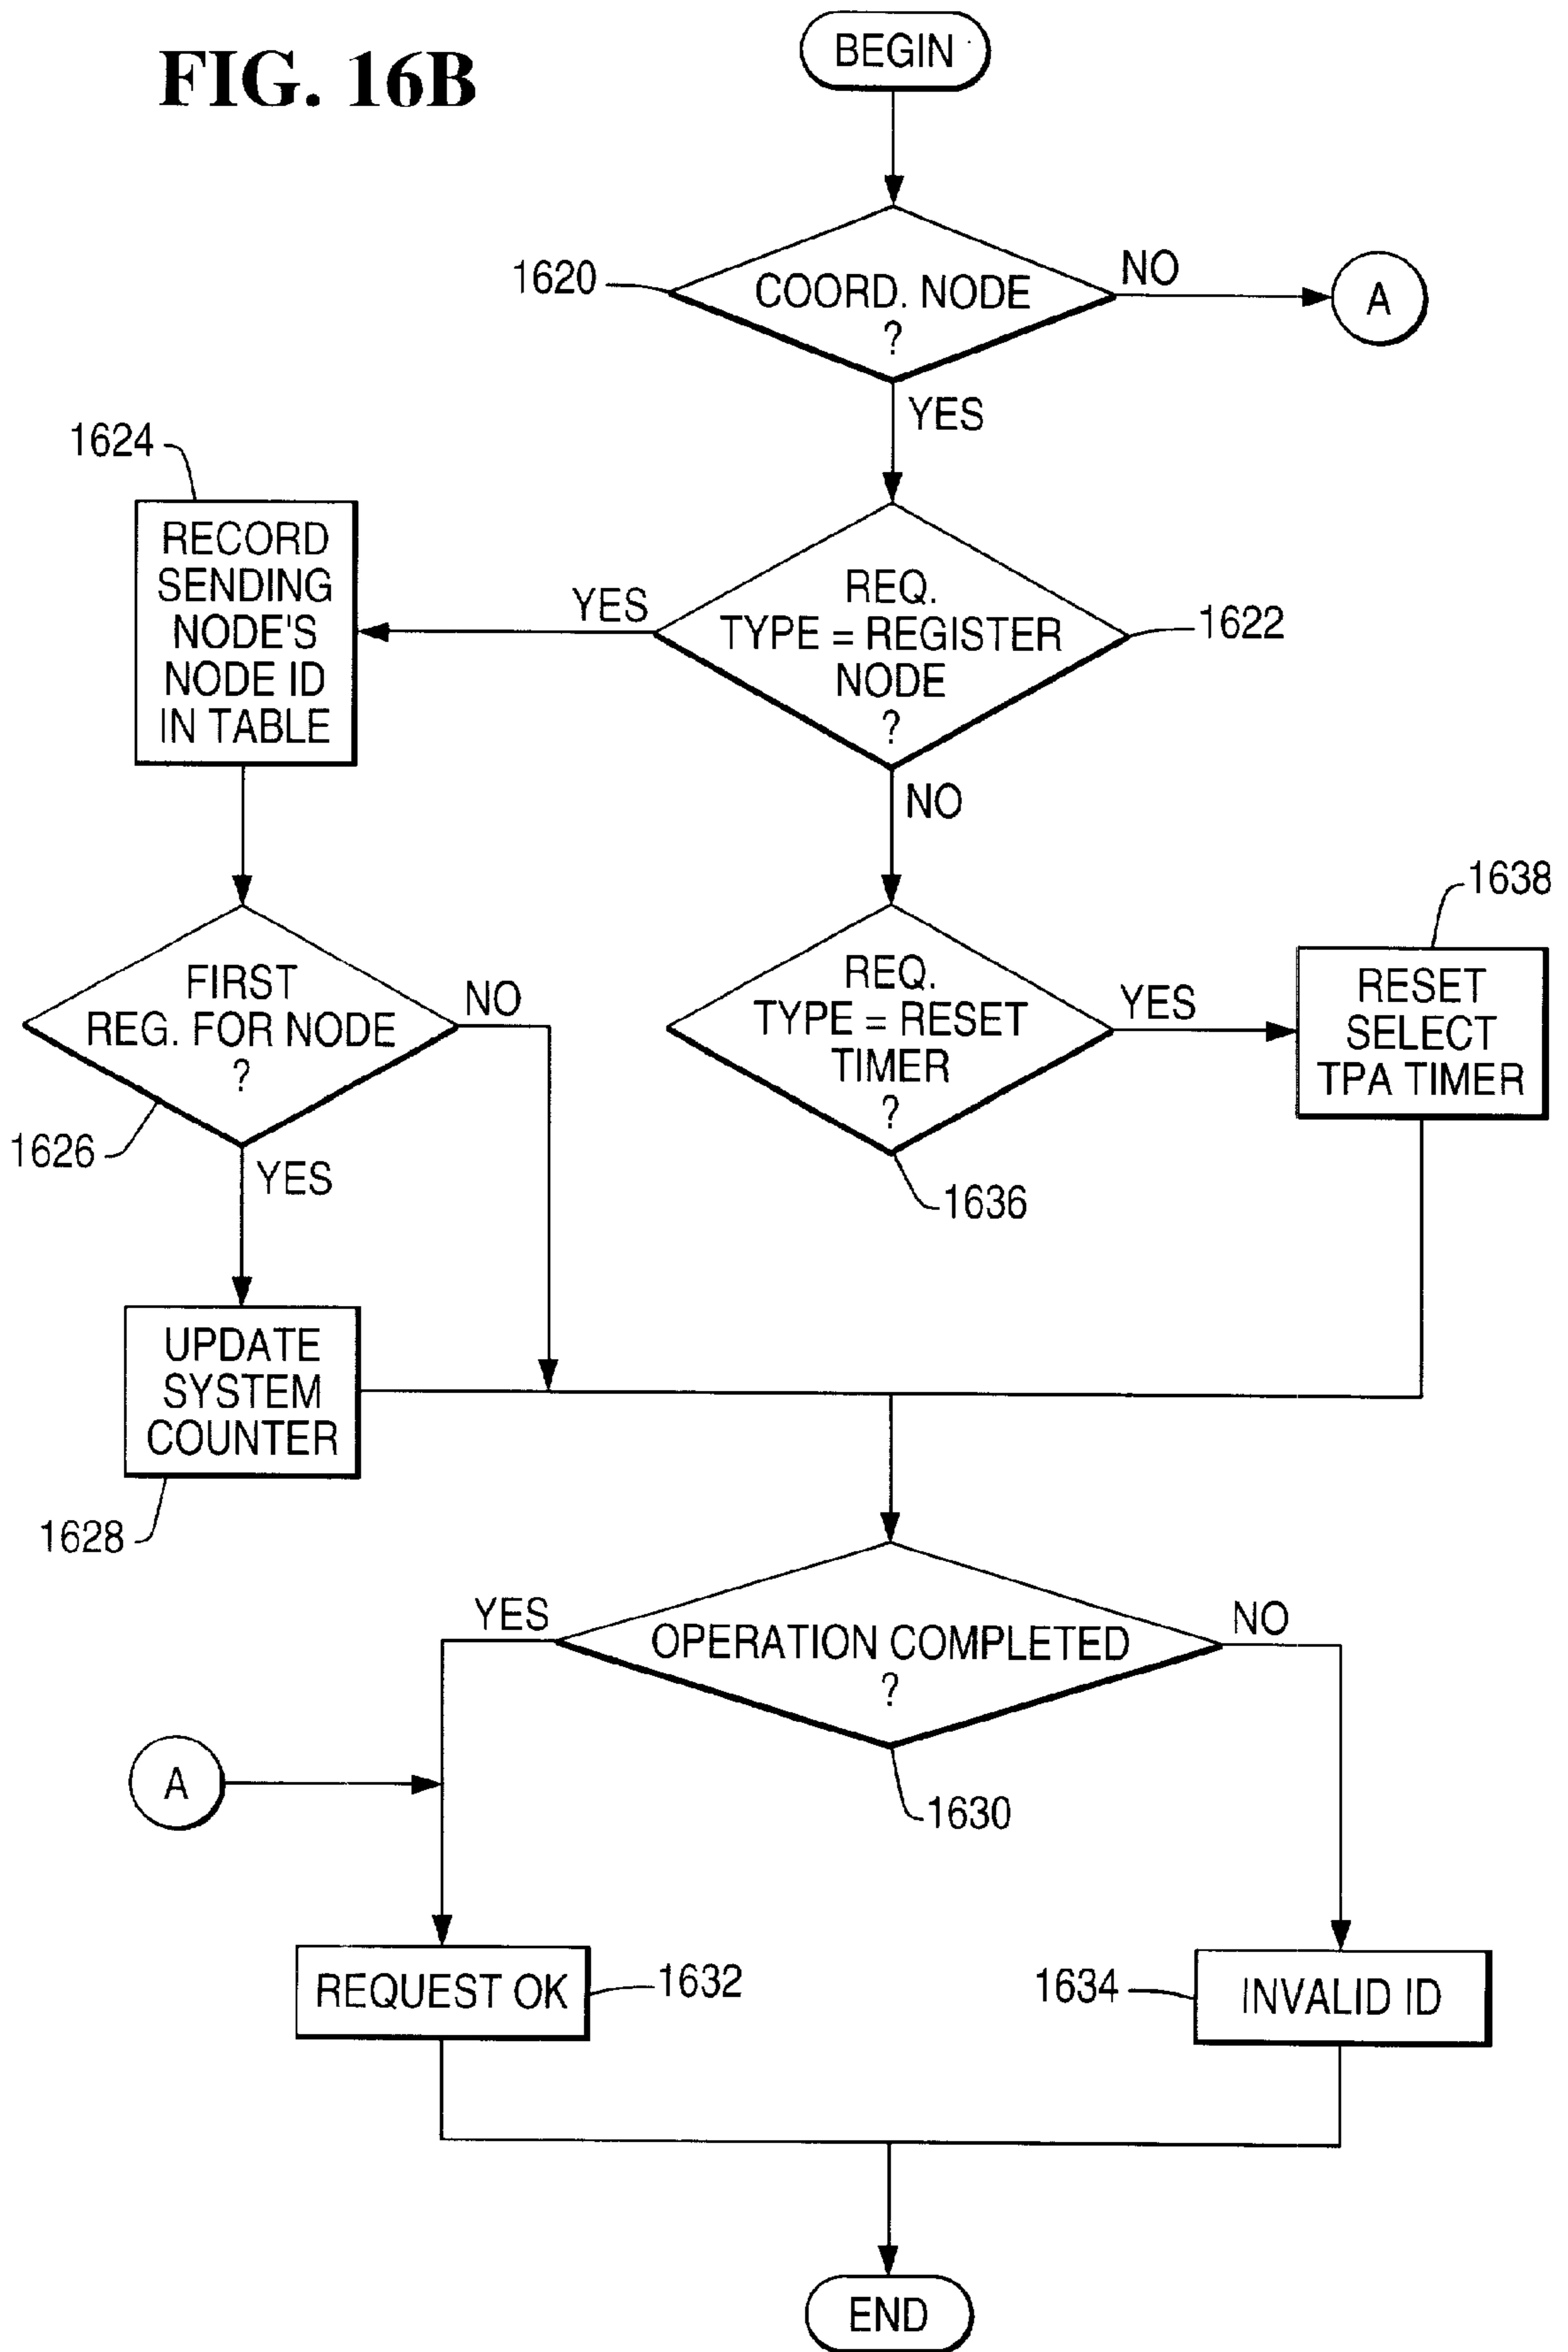 FIG. 16B
BEGIN
1620
COORD. NODE
?
NO
A
YES
1624
RECORD
SENDING
NODE'S
NODE ID
IN TABLE
YES
REQ.
TYPE = REGISTER
NODE
?
1622
NO
1638
FIRST
REG. FOR NODE
?
NO
1626
YES
REQ.
TYPE = RESET
TIMER
?
YES
1636
RESET
SELECT
TPA TIMER
UPDATE
SYSTEM
COUNTER
1628
YES
OPERATION COMPLETED
?
NO
1630
A
REQUEST OK
1632
1634
INVALID ID
END